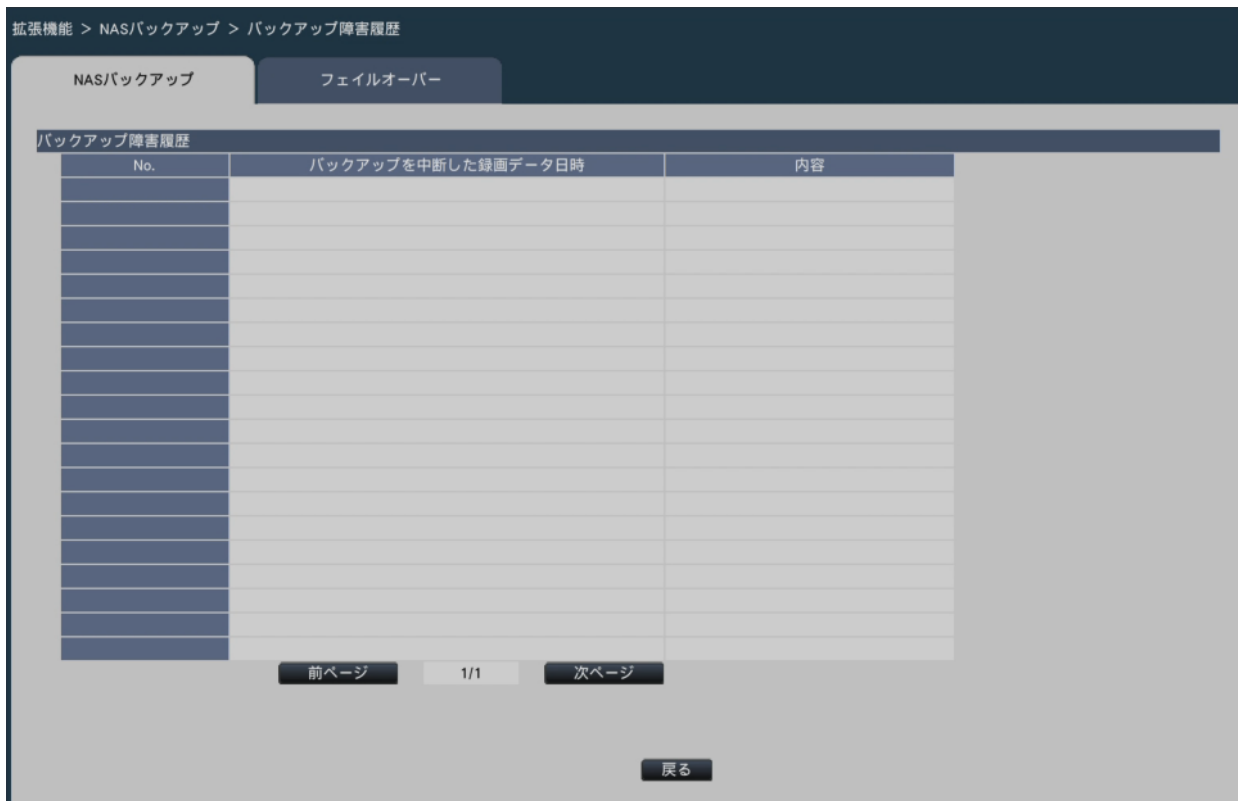 拡張機能 > NASバックアップ > バックアップ障害履歴
NASバックアップ フェイルオーバー
バックアップ障害履歴
No. バックアップを中断した録画データ日時 内容
前ページ 1/1 次ページ
戻る